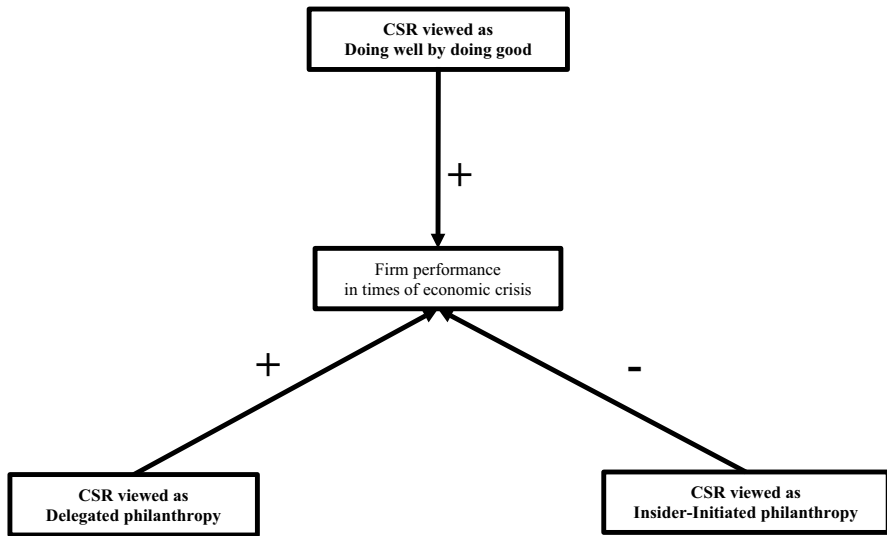 CSR viewed as
Doing well by doing good
+
Firm performance
in times of economic crisis
+
-
CSR viewed as
Delegated philanthropy
CSR viewed as
Insider-Initiated philanthropy